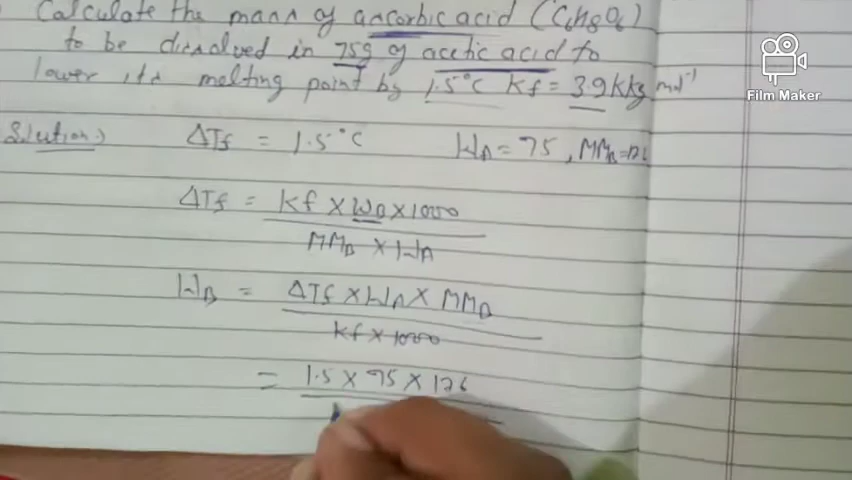 Calculate the mass of ascorbic acid (C6H8O6)
to be dissolved in 75g of acetic acid to
lower its melting point by 1.5°C Kf = 3.9 K kg mol⁻¹
Film Maker
Solution:) ΔTf = 1.5°C WA = 75, MMB =
ΔTf = Kf × WB × 1000
MMB × WA
WB = ΔTf × WA × MMB
Kf × 1000
= 1.5 × 75 × 176